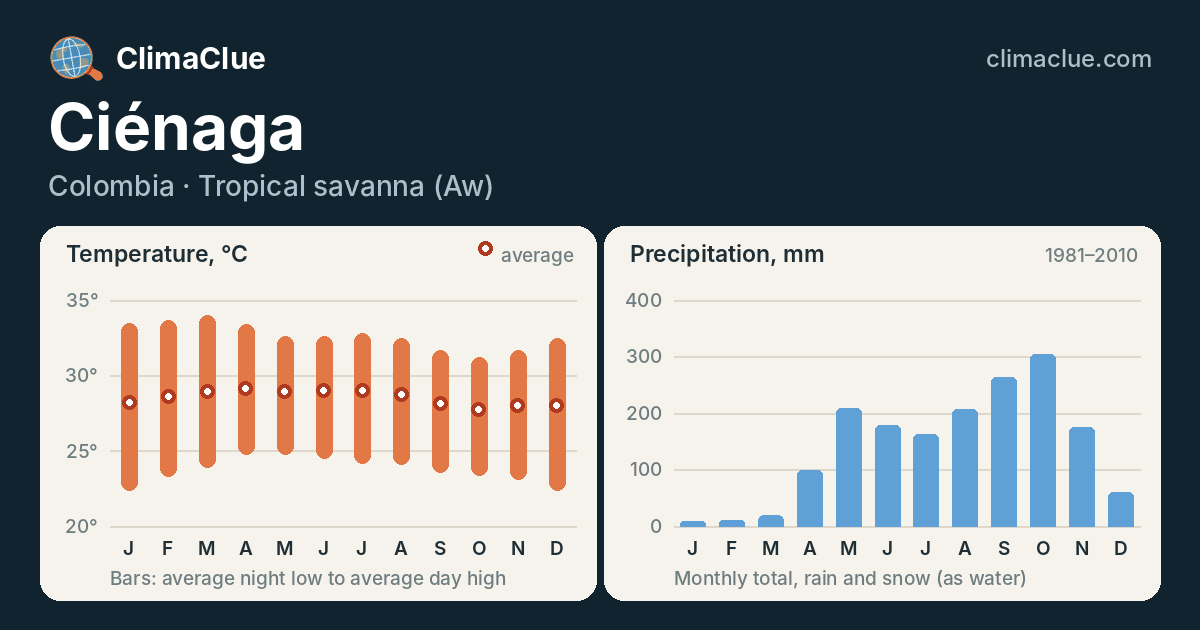 ClimaClue
climaclue.com
Ciénaga
Colombia · Tropical savanna (Aw)
Temperature, °C
average
35°
30°
25°
20°
J F M A M J J A S O N D
Bars: average night low to average day high
Precipitation, mm
1981–2010
400
300
200
100
0
J F M A M J J A S O N D
Monthly total, rain and snow (as water)